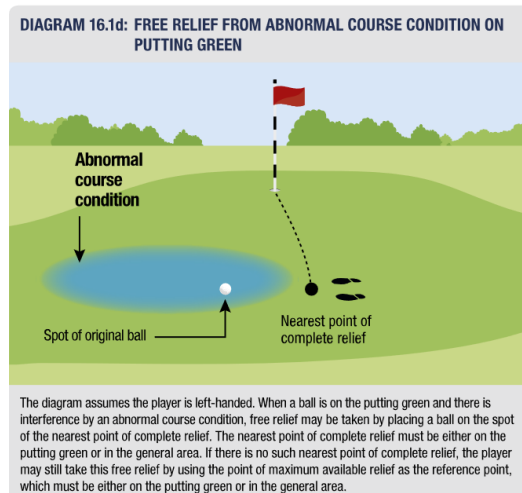 DIAGRAM 16.1d: FREE RELIEF FROM ABNORMAL COURSE CONDITION ON
PUTTING GREEN
Abnormal
course
condition
Spot of original ball
Nearest point of
complete relief
The diagram assumes the player is left-handed. When a ball is on the putting green and there is
interference by an abnormal course condition, free relief may be taken by placing a ball on the spot
of the nearest point of complete relief. The nearest point of complete relief must be either on the
putting green or in the general area. If there is no such nearest point of complete relief, the player
may still take this free relief by using the point of maximum available relief as the reference point,
which must be either on the putting green or in the general area.